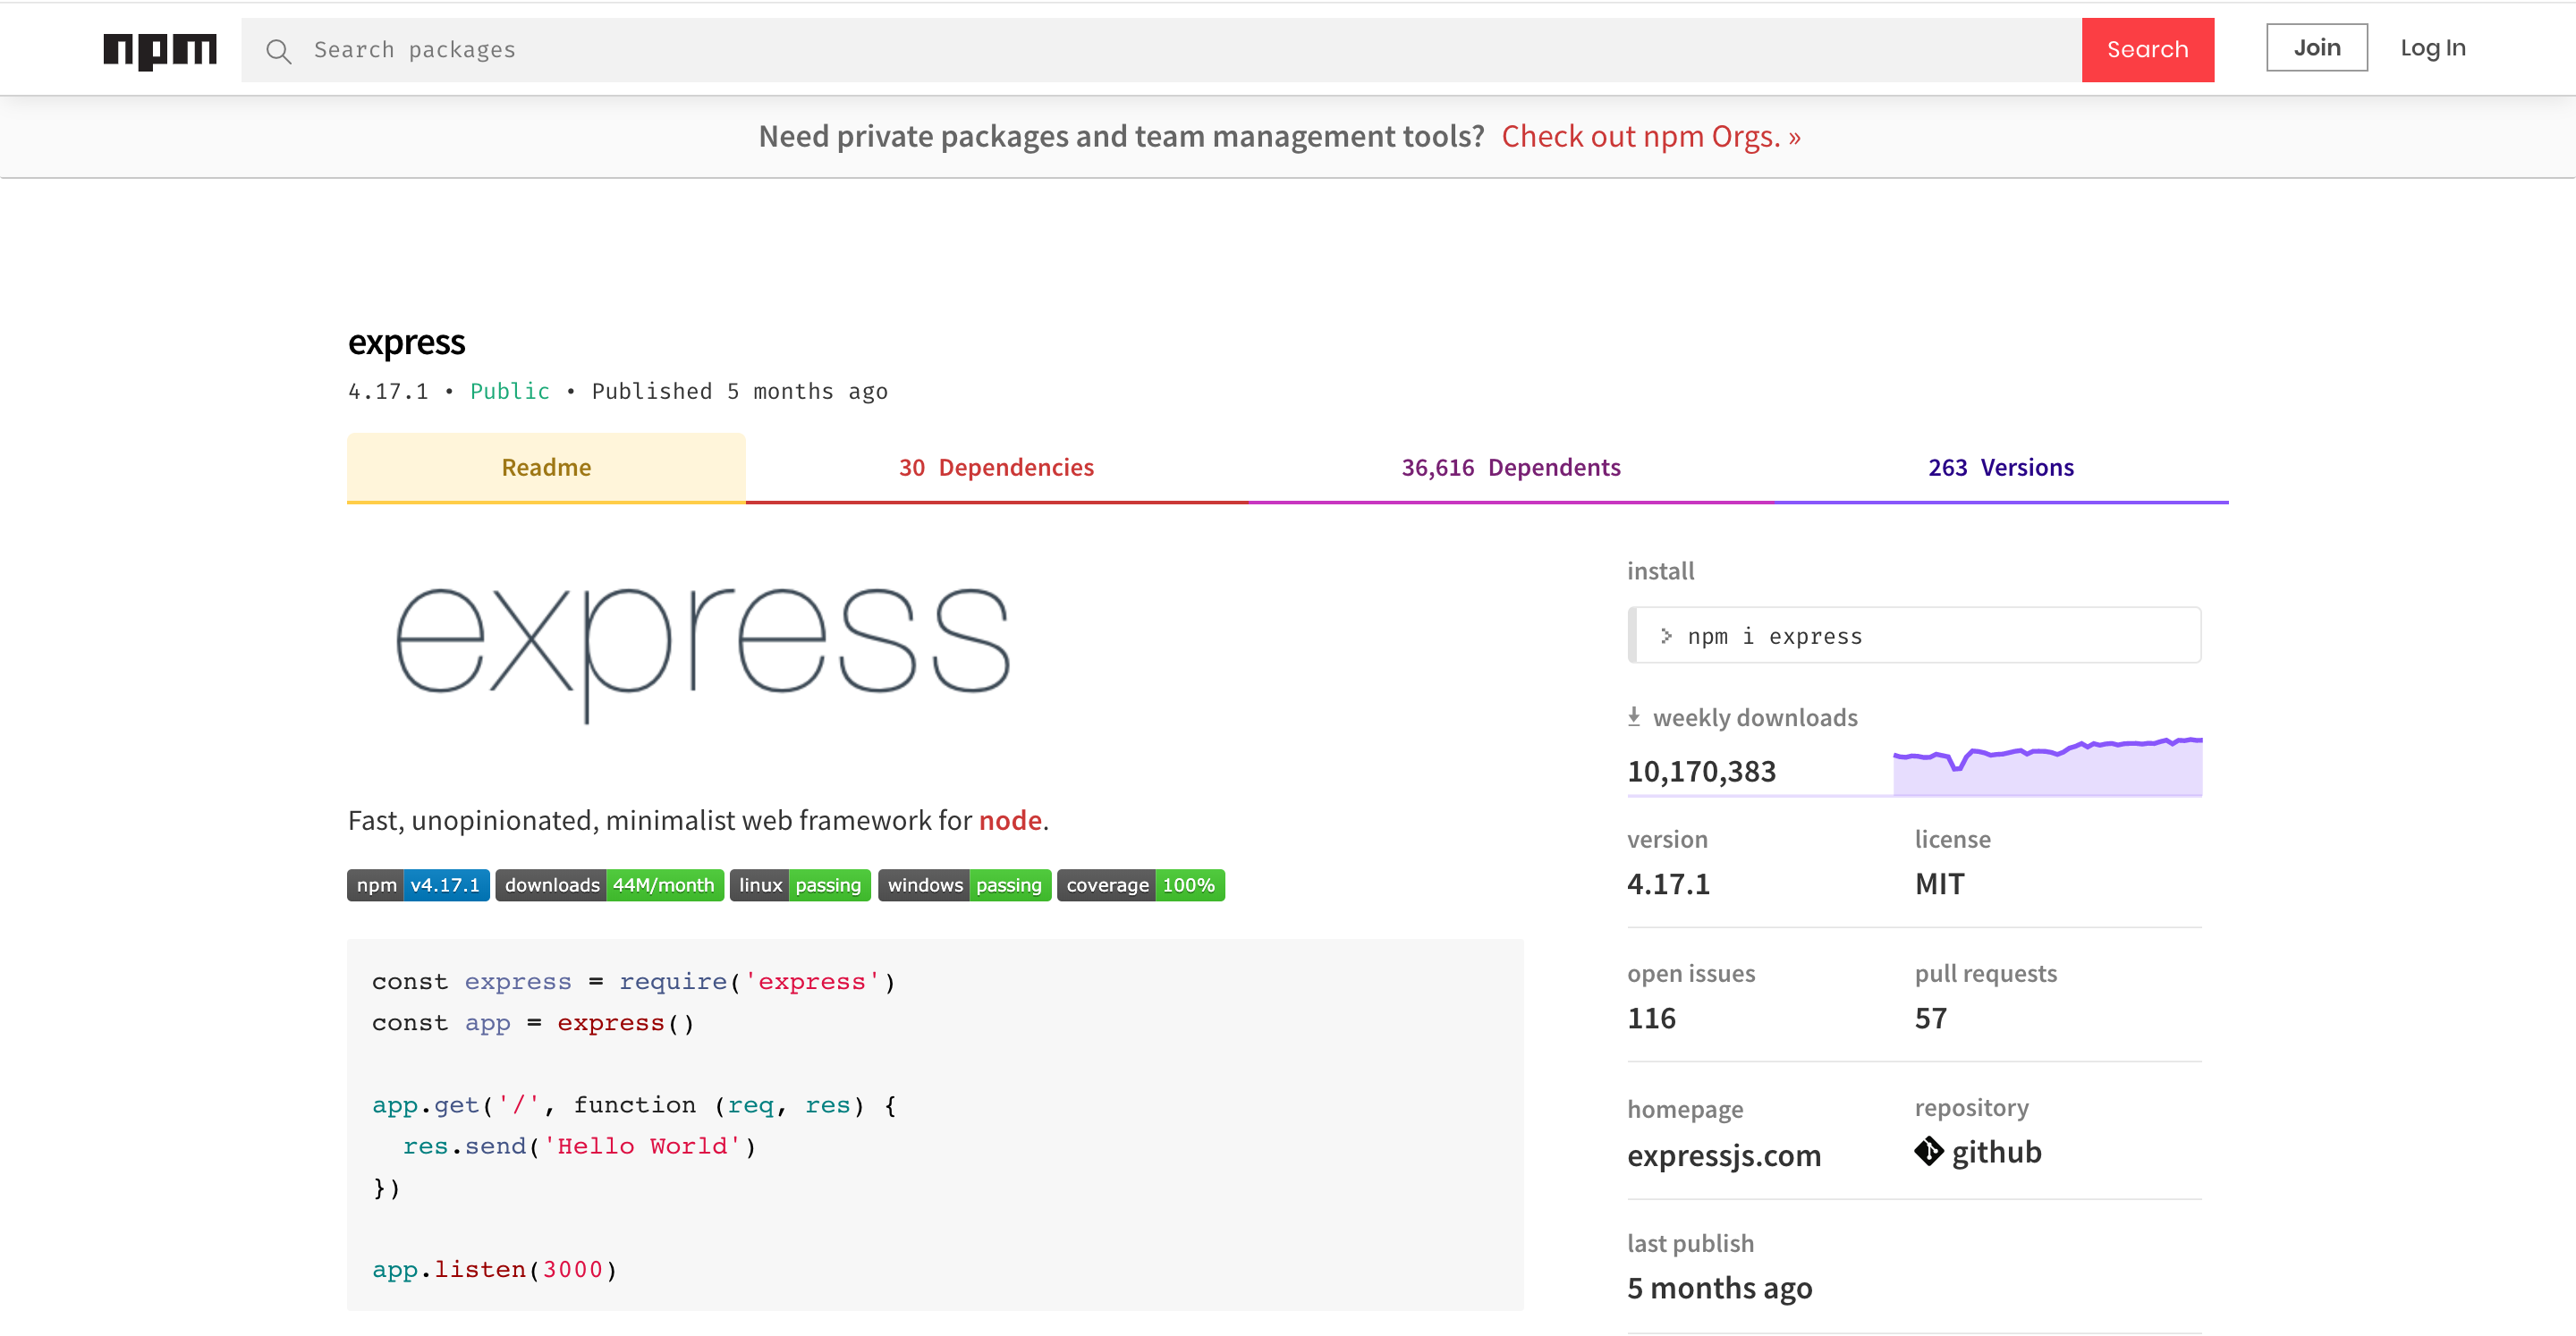 npm
Search packages
Search
Join
Log In
Need private packages and team management tools? Check out npm Orgs. »
express
4.17.1 • Public • Published 5 months ago
Readme
30 Dependencies
36,616 Dependents
263 Versions
express
Fast, unopinionated, minimalist web framework for node.
npm v4.17.1 downloads 44M/month linux passing windows passing coverage 100%
const express = require('express')
const app = express()
app.get('/', function (req, res) {
  res.send('Hello World')
})
app.listen(3000)
install
> npm i express
weekly downloads
10,170,383
version
4.17.1
license
MIT
open issues
116
pull requests
57
homepage
expressjs.com
repository
github
last publish
5 months ago